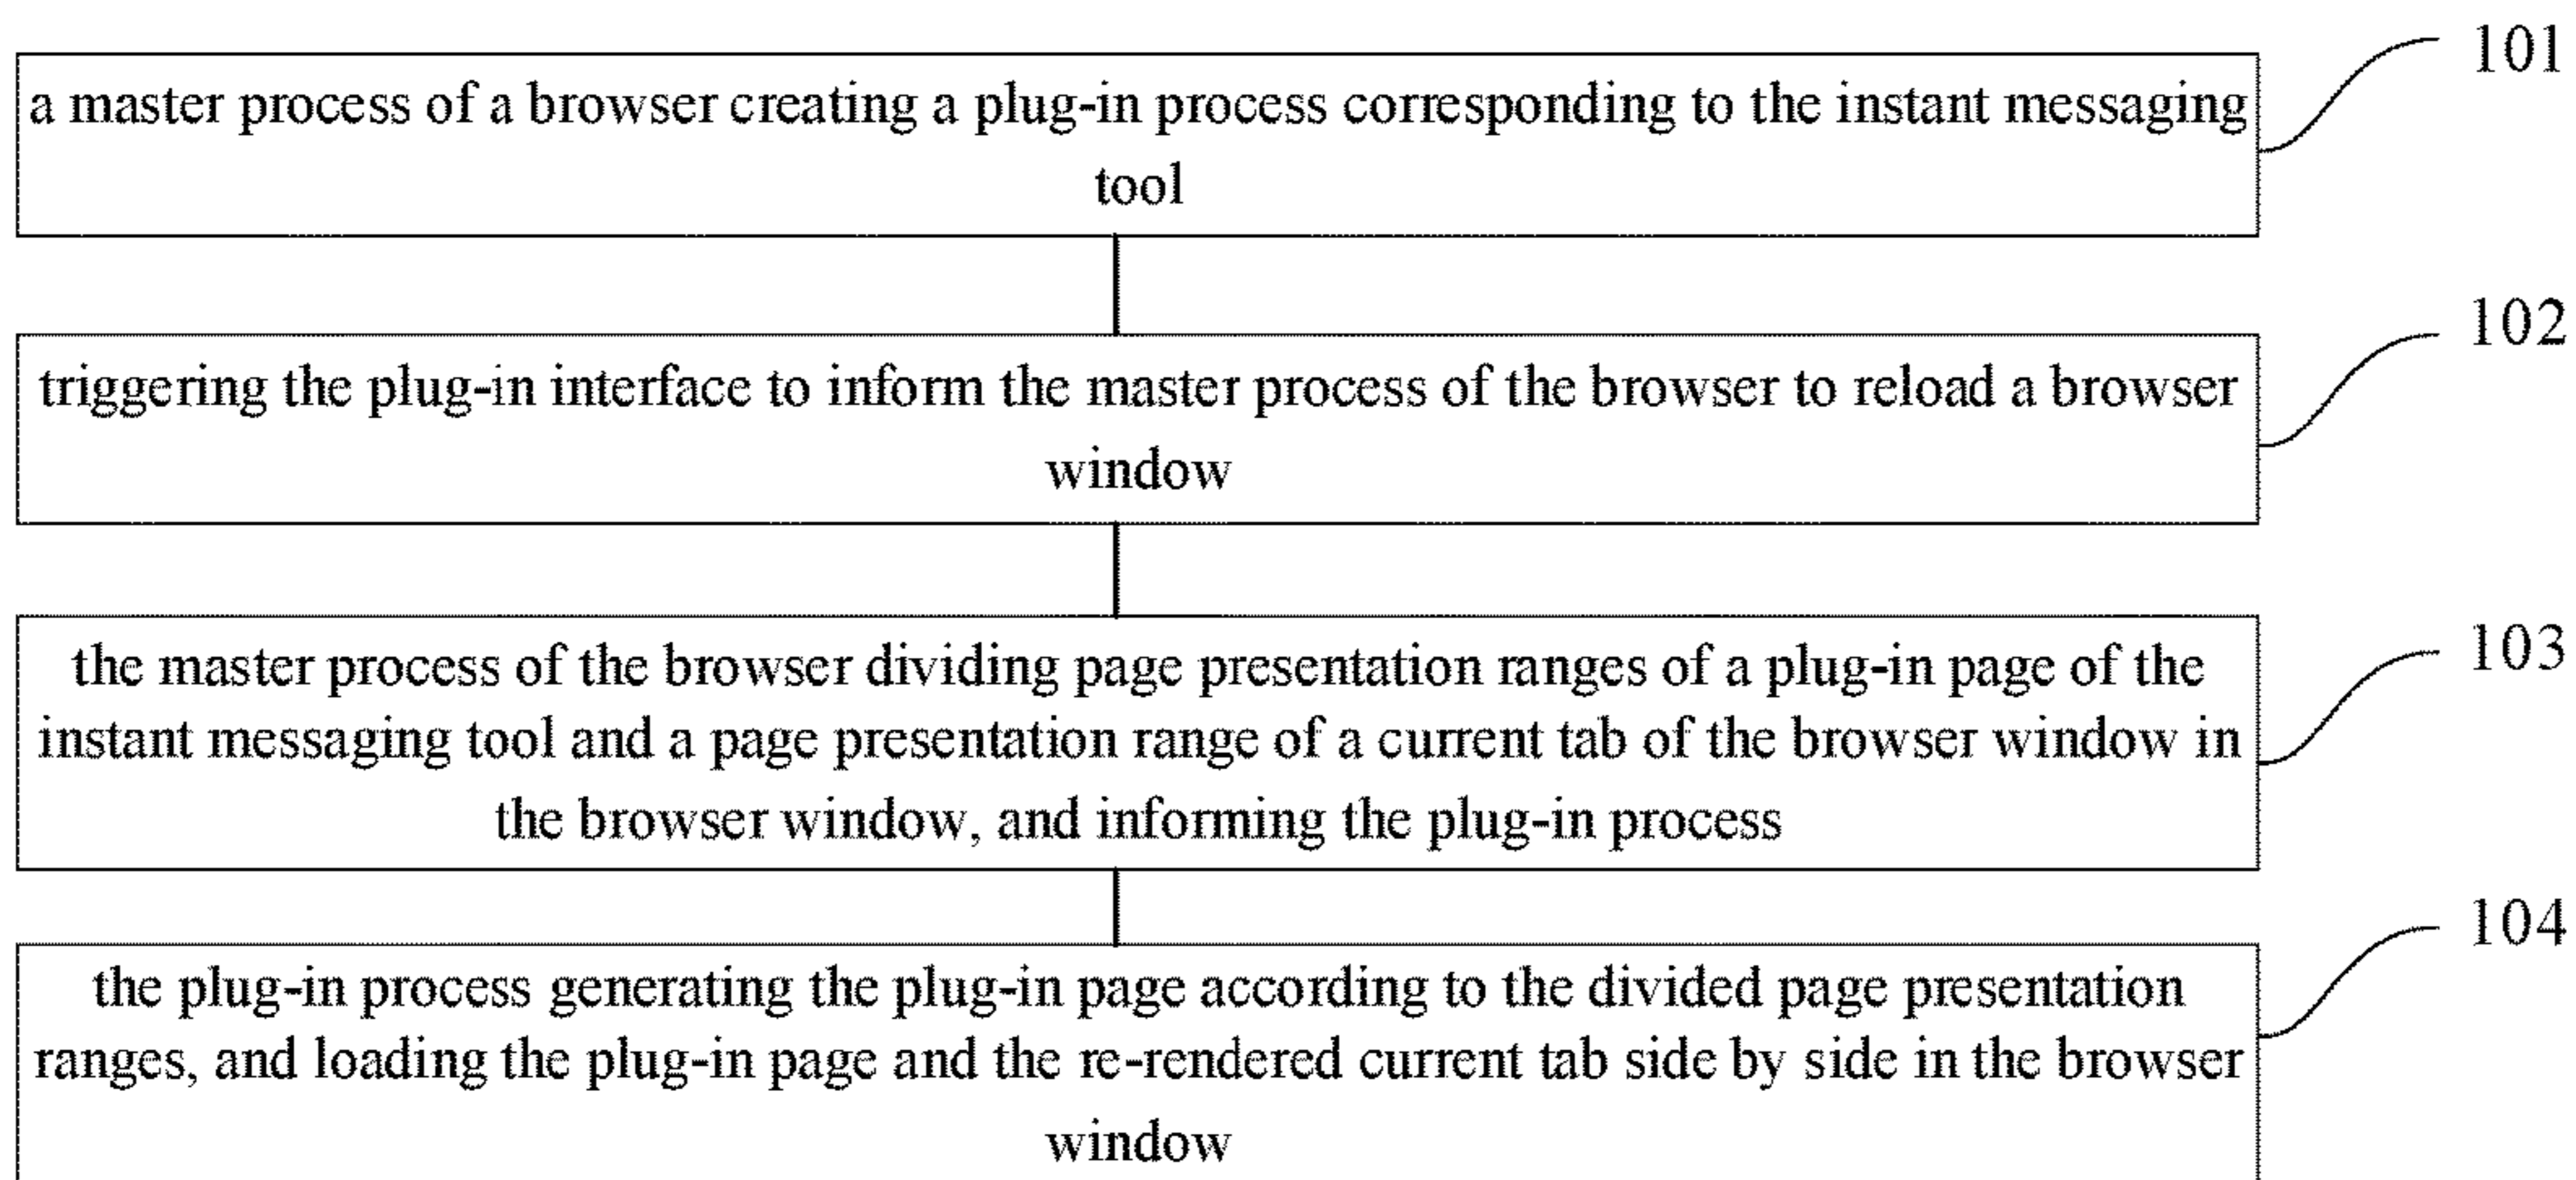 101
a master process of a browser creating a plug-in process corresponding to the instant messaging
tool
102
triggering the plug-in interface to inform the master process of the browser to reload a browser
window
103
the master process of the browser dividing page presentation ranges of a plug-in page of the
instant messaging tool and a page presentation range of a current tab of the browser window in
the browser window, and informing the plug-in process
104
the plug-in process generating the plug-in page according to the divided page presentation
ranges, and loading the plug-in page and the re-rendered current tab side by side in the browser
window